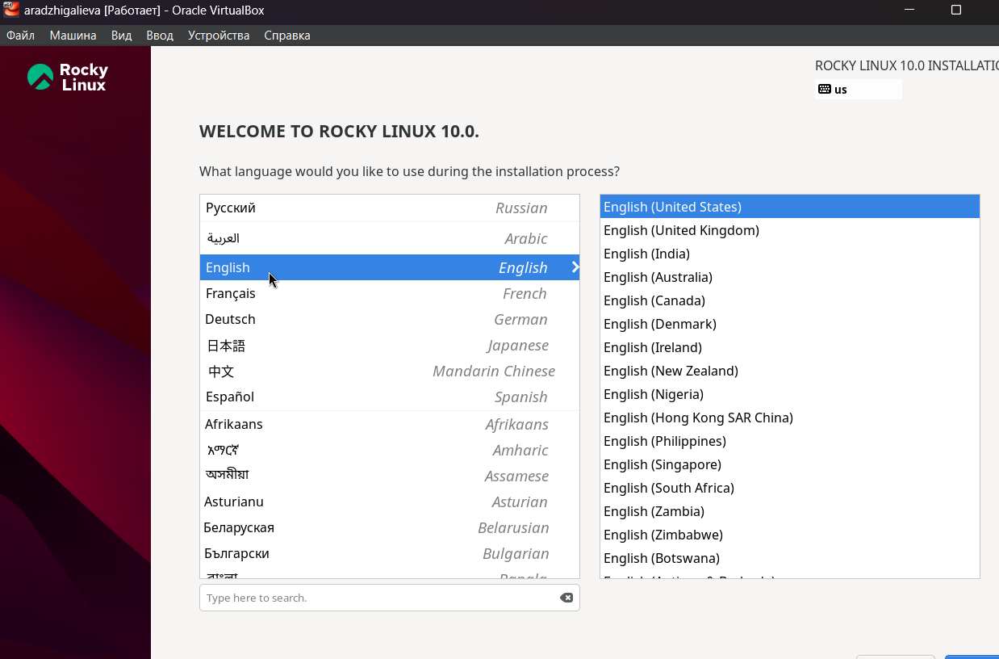 aradzhigalieva [Работает] - Oracle VirtualBox
Файл Машина Вид Ввод Устройства Справка
Rocky
Linux
ROCKY LINUX 10.0 INSTALLATIO
us
WELCOME TO ROCKY LINUX 10.0.
What language would you like to use during the installation process?
Русский Russian
العربية Arabic
English English
Français French
Deutsch German
日本語 Japanese
中文 Mandarin Chinese
Español Spanish
Afrikaans Afrikaans
አማርኛ Amharic
অসমীয়া Assamese
Asturianu Asturian
Беларуская Belarusian
Български Bulgarian
বাংলা Bangla
Type here to search.
English (United States)
English (United Kingdom)
English (India)
English (Australia)
English (Canada)
English (Denmark)
English (Ireland)
English (New Zealand)
English (Nigeria)
English (Hong Kong SAR China)
English (Philippines)
English (Singapore)
English (South Africa)
English (Zambia)
English (Zimbabwe)
English (Botswana)
English (Antigua & Barbuda)